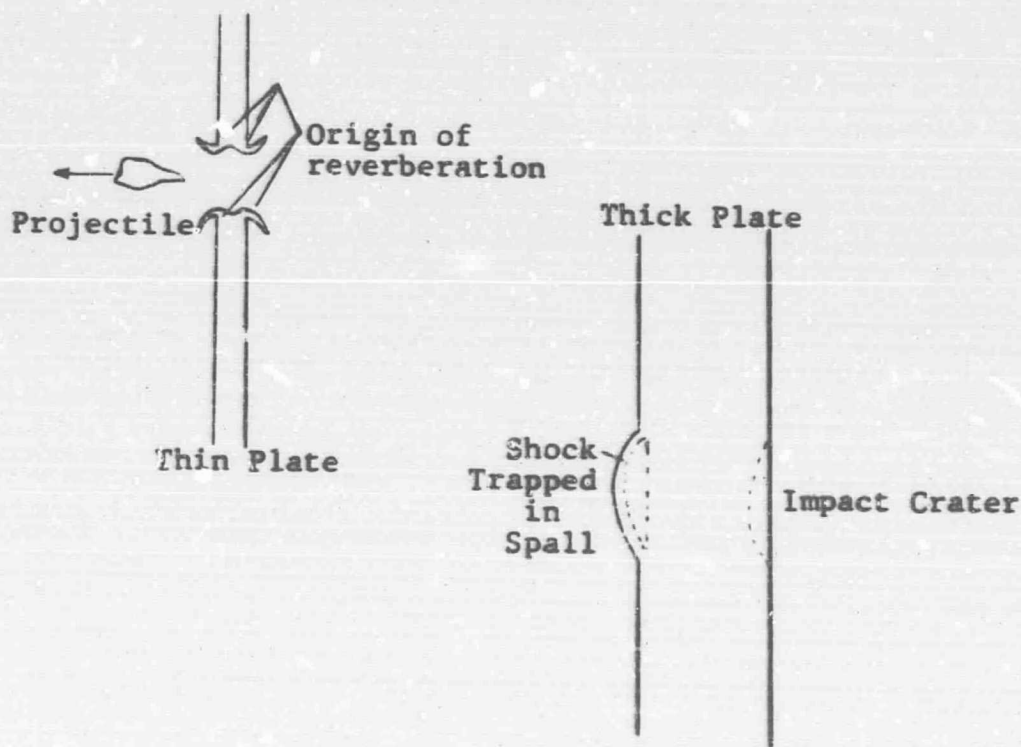 Origin of
reverberation
Projectile
Thin Plate
Thick Plate
Shock
Trapped
in
Spall
Impact Crater